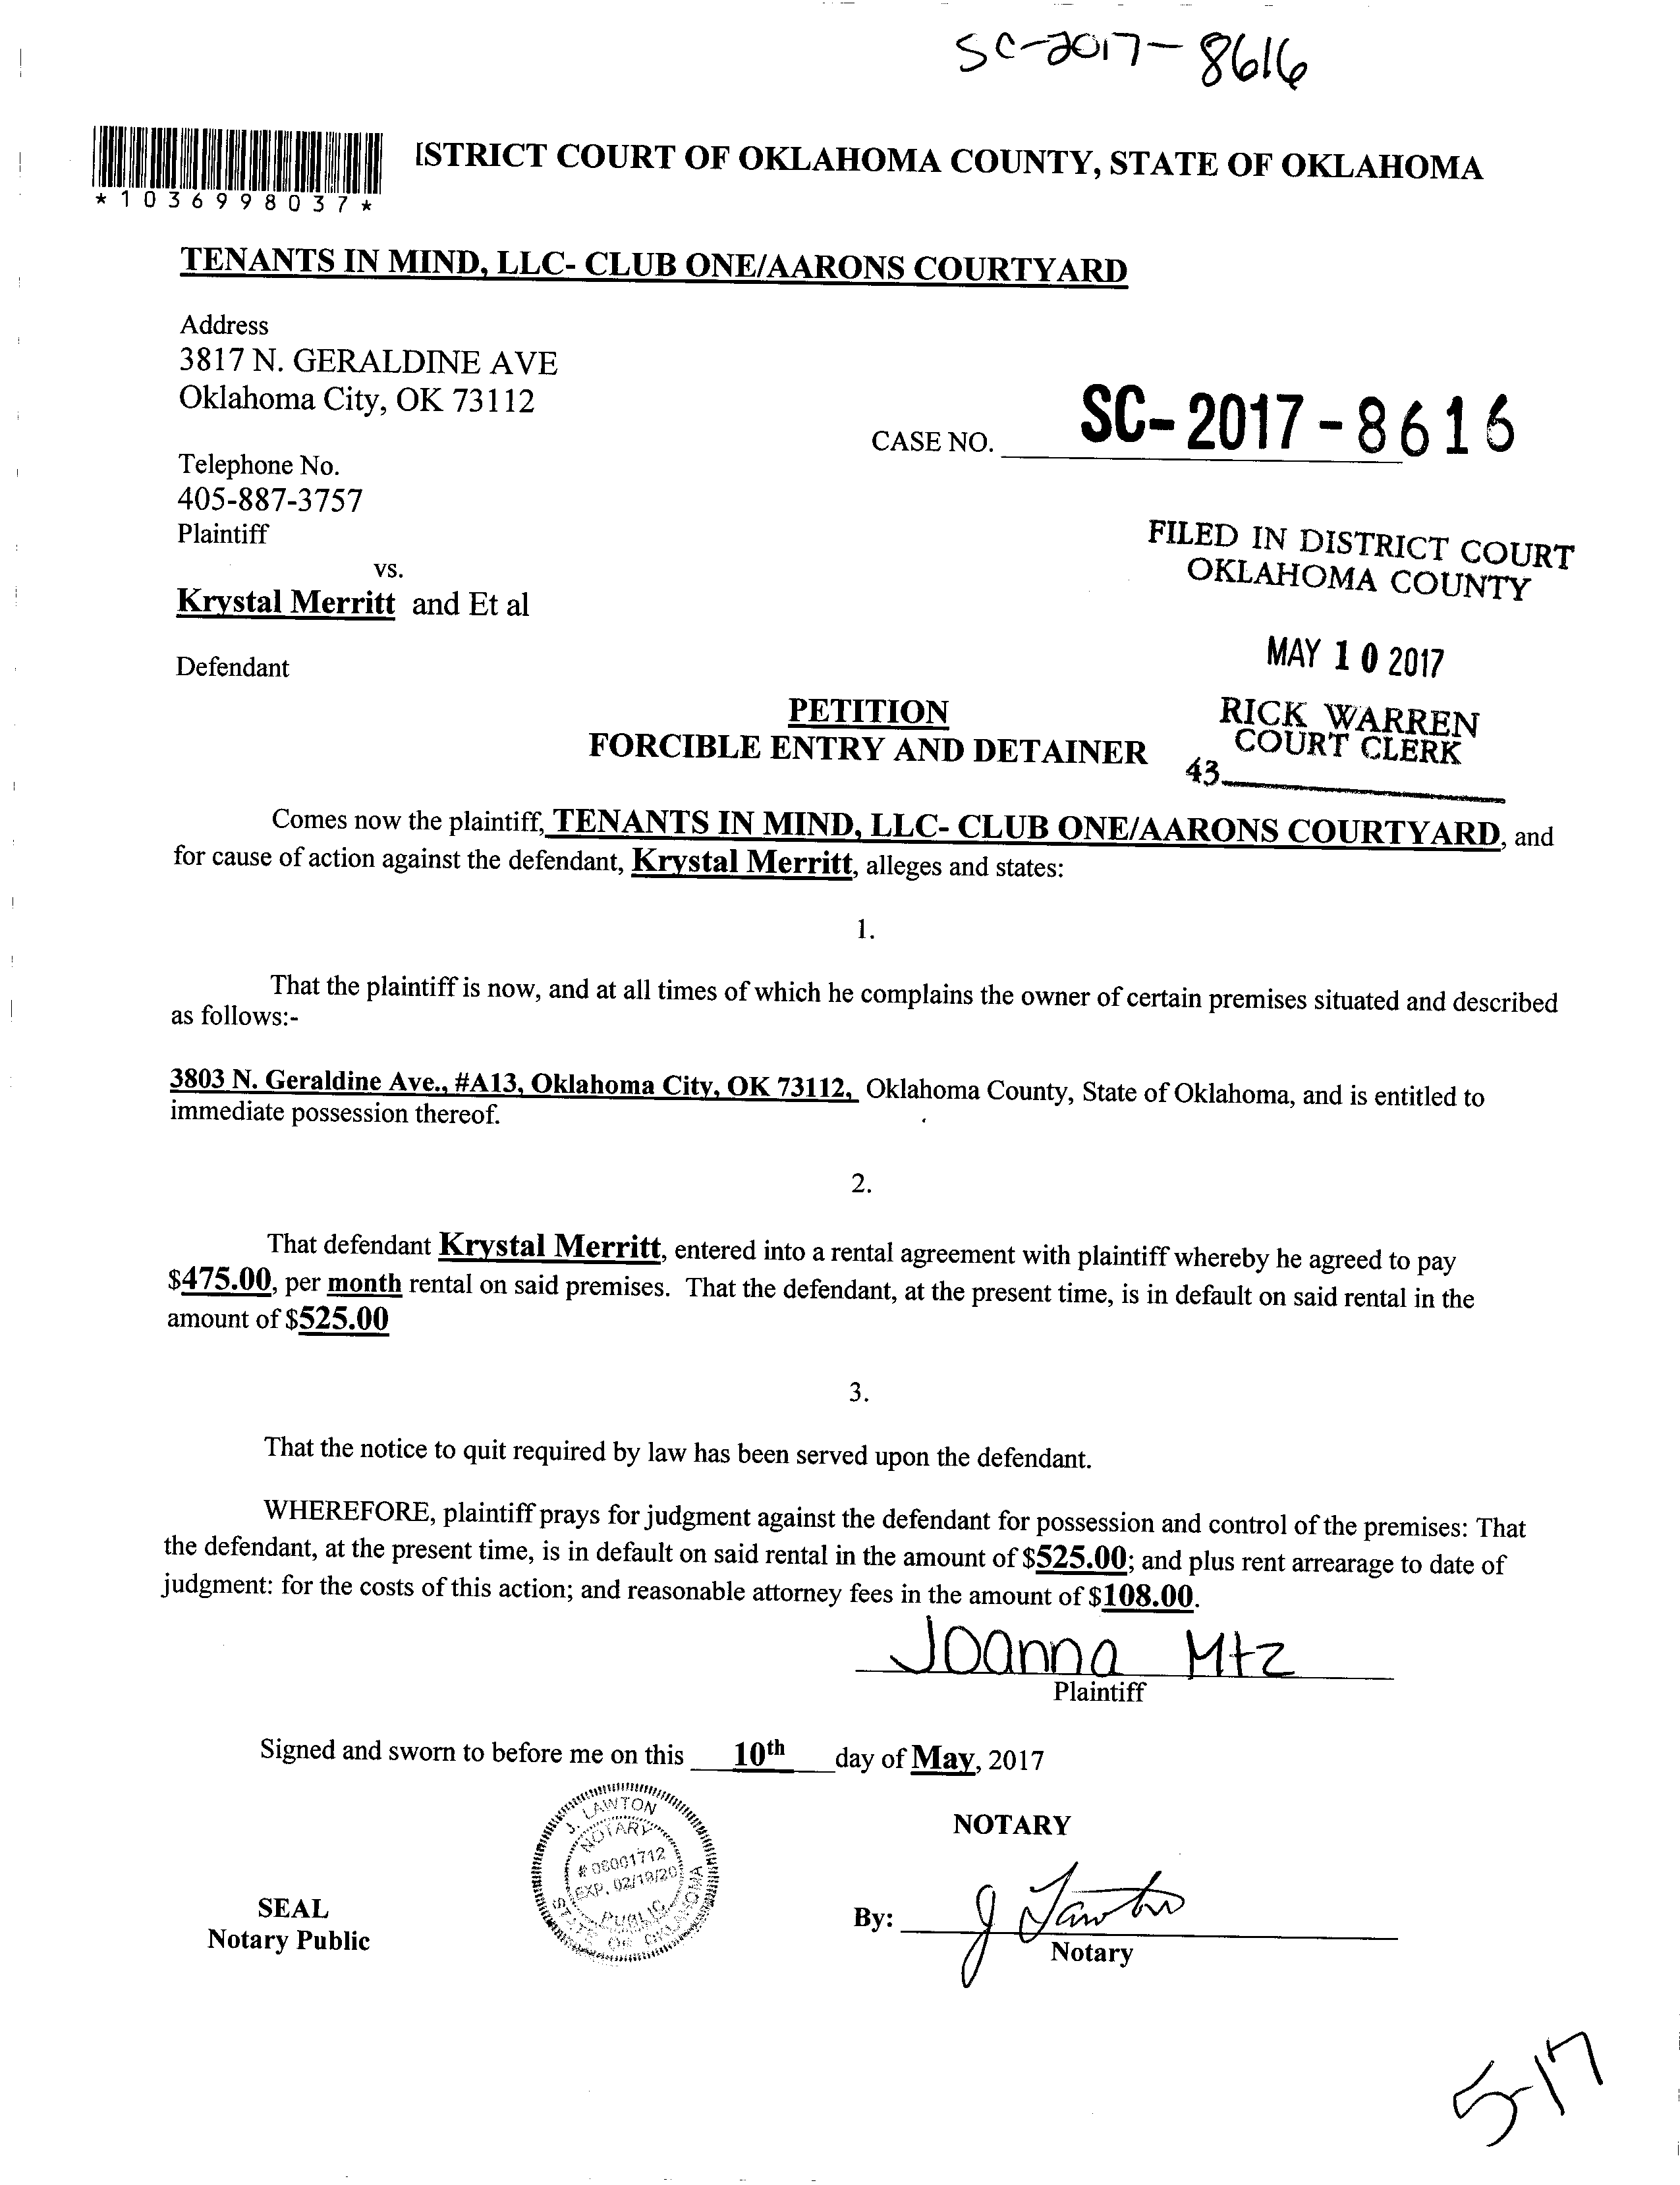 SC-2017-8616
ISTRICT COURT OF OKLAHOMA COUNTY, STATE OF OKLAHOMA
*1036998037*
TENANTS IN MIND, LLC- CLUB ONE/AARONS COURTYARD
Address
3817 N. GERALDINE AVE
Oklahoma City, OK 73112
CASE NO. SC-2017-8616
Telephone No.
405-887-3757
Plaintiff
vs.
Krystal Merritt and Et al
Defendant
FILED IN DISTRICT COURT
OKLAHOMA COUNTY
MAY 10 2017
RICK WARREN
COURT CLERK
43
PETITION
FORCIBLE ENTRY AND DETAINER
Comes now the plaintiff, TENANTS IN MIND, LLC- CLUB ONE/AARONS COURTYARD, and
for cause of action against the defendant, Krystal Merritt, alleges and states:
1.
That the plaintiff is now, and at all times of which he complains the owner of certain premises situated and described
as follows:-
3803 N. Geraldine Ave., #A13, Oklahoma City, OK 73112, Oklahoma County, State of Oklahoma, and is entitled to
immediate possession thereof.
2.
That defendant Krystal Merritt, entered into a rental agreement with plaintiff whereby he agreed to pay
$475.00, per month rental on said premises. That the defendant, at the present time, is in default on said rental in the
amount of $525.00
3.
That the notice to quit required by law has been served upon the defendant.
WHEREFORE, plaintiff prays for judgment against the defendant for possession and control of the premises: That
the defendant, at the present time, is in default on said rental in the amount of $525.00; and plus rent arrearage to date of
judgment: for the costs of this action; and reasonable attorney fees in the amount of $108.00.
Joanna Mtz
Plaintiff
Signed and sworn to before me on this 10th day of May, 2017
J. LAWTON
NOTARY
# 06001712
EXP. 02/19/20
PUBLIC
STATE OF OKLAHOMA
SEAL
Notary Public
NOTARY
By: J Lawton
Notary
5-17